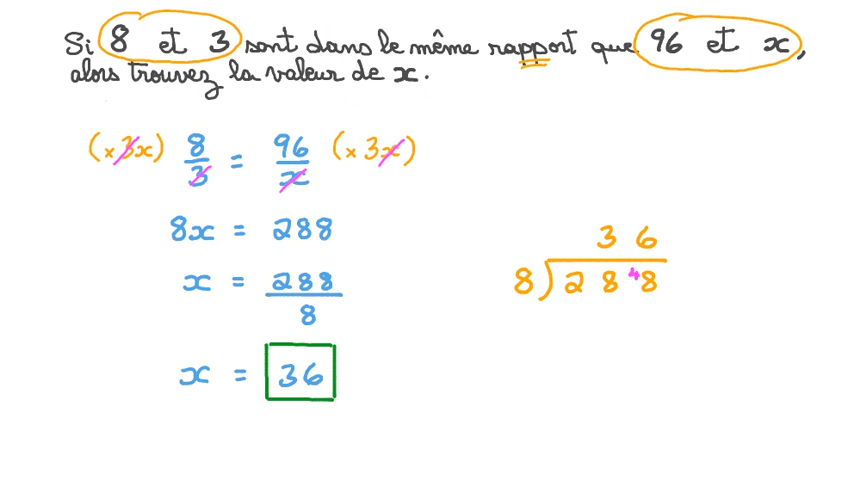 Si 8 et 3 sont dans le même rapport que 96 et x,
alors trouvez la valeur de x.
(×3x) 8/3 = 96/x (×3x)
8x = 288
x = 288/8
x = 36
36
8)28⁴8